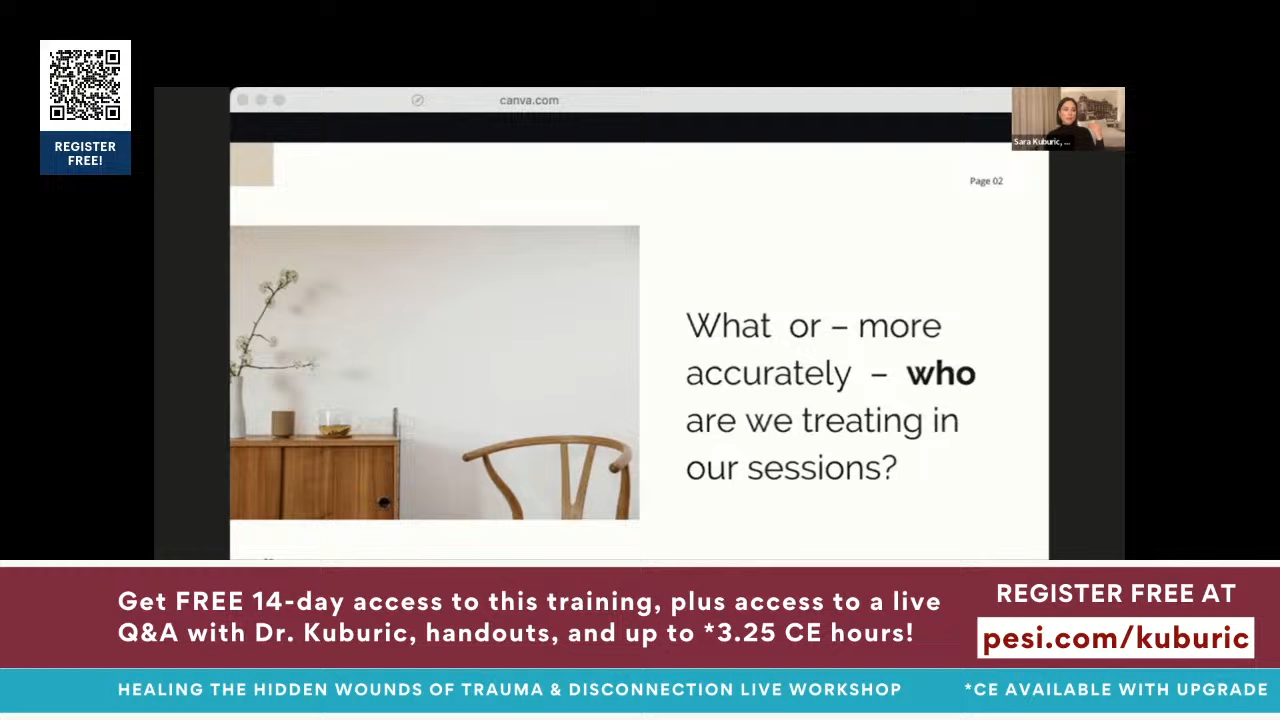 REGISTER
FREE!
canva.com
Sara Kuburic, ...
Page 02
What or – more
accurately – who
are we treating in
our sessions?
Get FREE 14-day access to this training, plus access to a live
Q&A with Dr. Kuburic, handouts, and up to *3.25 CE hours!
REGISTER FREE AT
pesi.com/kuburic
HEALING THE HIDDEN WOUNDS OF TRAUMA & DISCONNECTION LIVE WORKSHOP
*CE AVAILABLE WITH UPGRADE